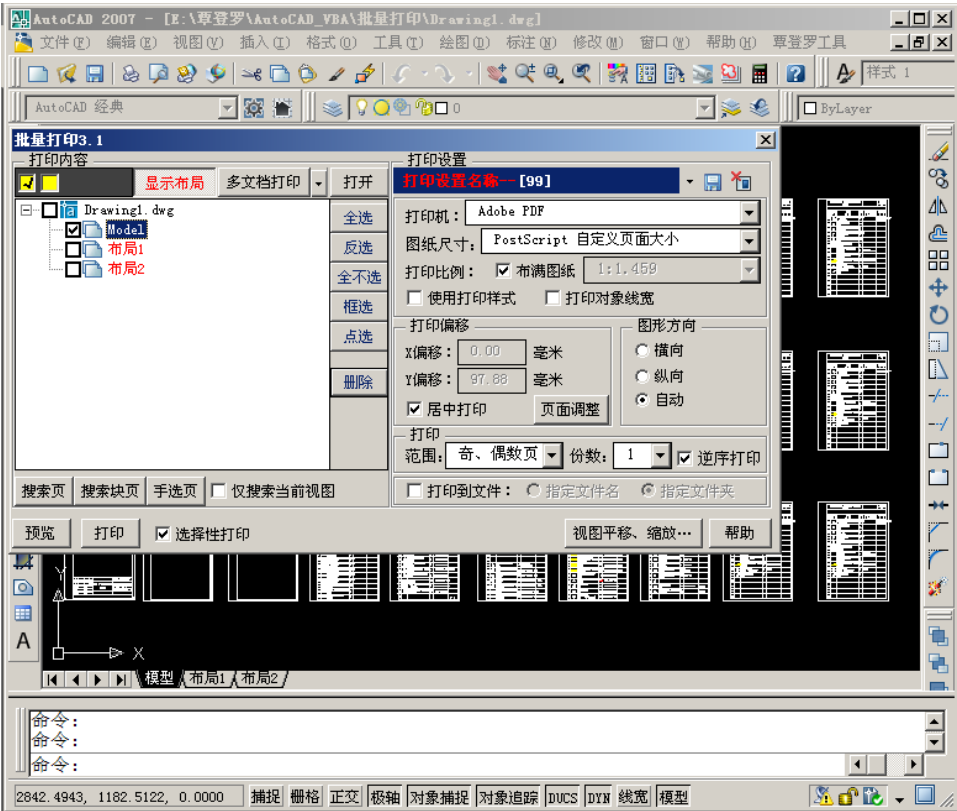 AutoCAD 2007 - [E:\覃登罗\AutoCAD_VBA\批量打印\Drawing1.dwg]
文件(F) 编辑(E) 视图(V) 插入(I) 格式(O) 工具(T) 绘图(D) 标注(N) 修改(M) 窗口(W) 帮助(H) 覃登罗工具
样式 1
AutoCAD 经典 0 ByLayer
批量打印3.1
打印内容
显示布局 多文档打印 打开
Drawing1.dwg
Model
布局1
布局2
全选
反选
全不选
框选
点选
册除
搜索页 搜索块页 手选页 仅搜索当前视图
打印设置
打印设置名称--[99]
打印机: Adobe PDF
图纸尺寸: PostScript 自定义页面大小
打印比例: 布满图纸 1:1.459
使用打印样式 打印对象线宽
打印偏移
X偏移: 0.00 毫米
Y偏移: 97.88 毫米
居中打印 页面调整
图形方向
横向
纵向
自动
打印
范围: 奇、偶数页 份数: 1 逆序打印
打印到文件: 指定文件名 指定文件夹
预览 打印 选择性打印 视图平移、缩放… 帮助
Y
X
A
模型 布局1 布局2
命令:
命令:
命令:
2842.4943, 1182.5122, 0.0000 捕捉 栅格 正交 极轴 对象捕捉 对象追踪 DUCS DYN 线宽 模型